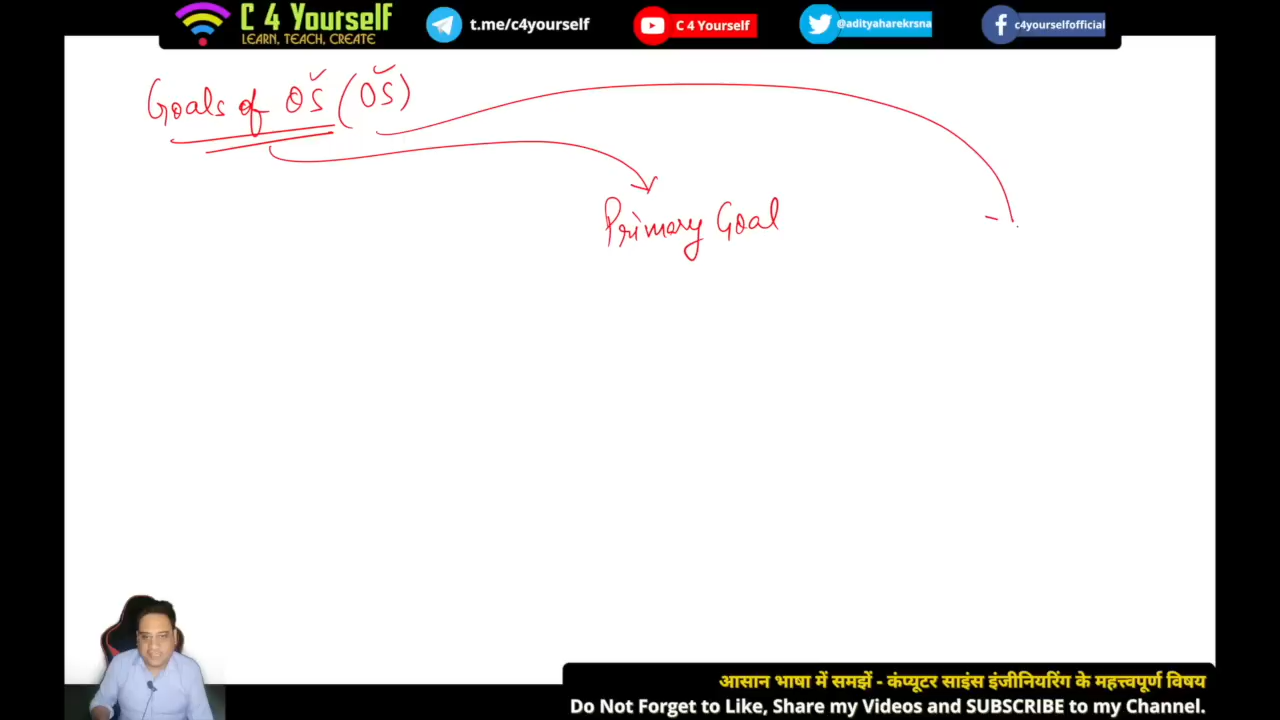 C 4 Yourself
LEARN, TEACH, CREATE
t.me/c4yourself
C 4 Yourself
@adityaharekrsna
c4yourselfofficial
Goals of OS (OS)
Primary Goal
आसान भाषा में समझें - कंप्यूटर साइंस इंजीनियरिंग के महत्त्वपूर्ण विषय
Do Not Forget to Like, Share my Videos and SUBSCRIBE to my Channel.